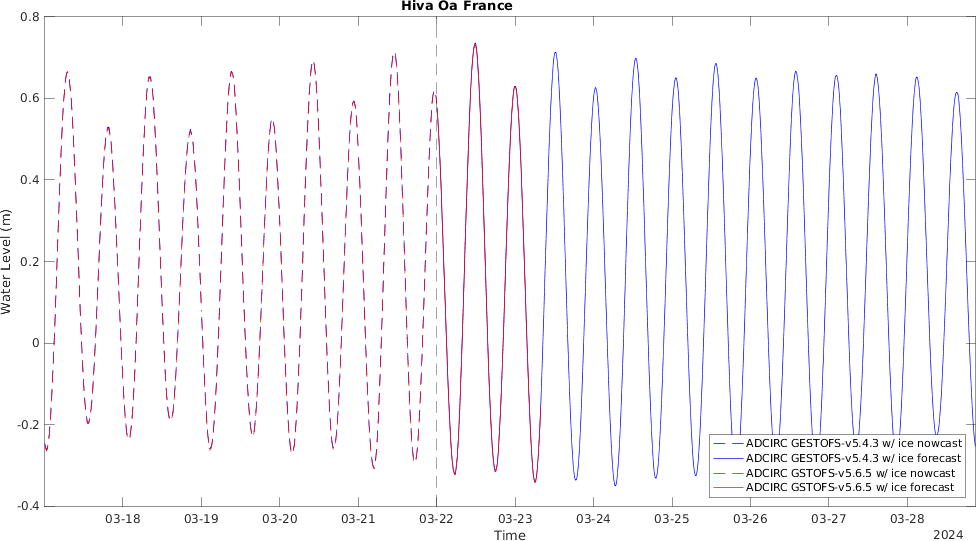 Hiva Oa France
0.8
0.6
0.4
0.2
0
-0.2
-0.4
Water Level (m)
ADCIRC GESTOFS-v5.4.3 w/ ice nowcast
ADCIRC GESTOFS-v5.4.3 w/ ice forecast
ADCIRC GSTOFS-v5.6.5 w/ ice nowcast
ADCIRC GSTOFS-v5.6.5 w/ ice forecast
03-18 03-19 03-20 03-21 03-22 03-23 03-24 03-25 03-26 03-27 03-28
Time
2024